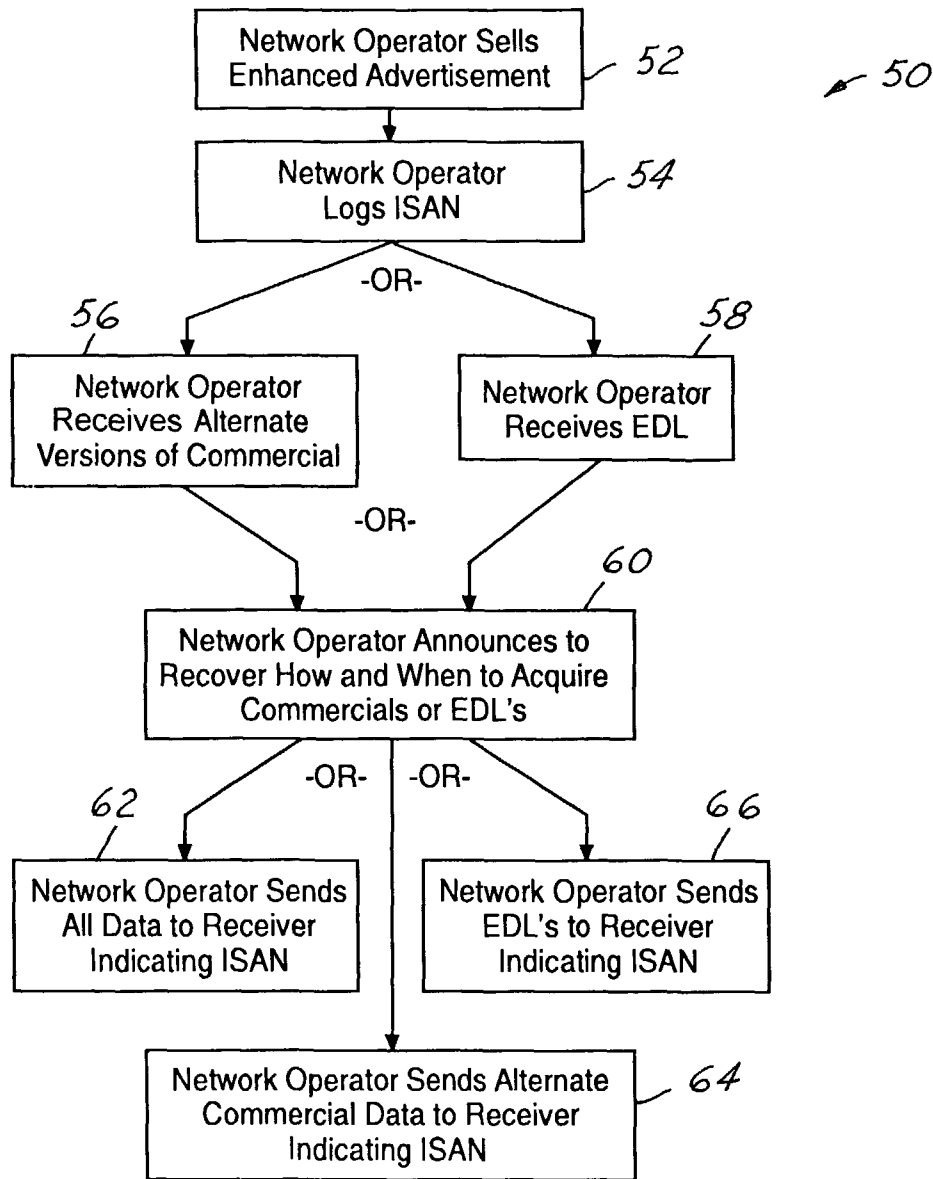 Network Operator Sells
Enhanced Advertisement
52
50
Network Operator
Logs ISAN
54
-OR-
56
58
Network Operator
Receives Alternate
Versions of Commercial
Network Operator
Receives EDL
-OR-
60
Network Operator Announces to
Recover How and When to Acquire
Commercials or EDL's
-OR-
-OR-
62
66
Network Operator Sends
All Data to Receiver
Indicating ISAN
Network Operator Sends
EDL's to Receiver
Indicating ISAN
Network Operator Sends Alternate
Commercial Data to Receiver
Indicating ISAN
64